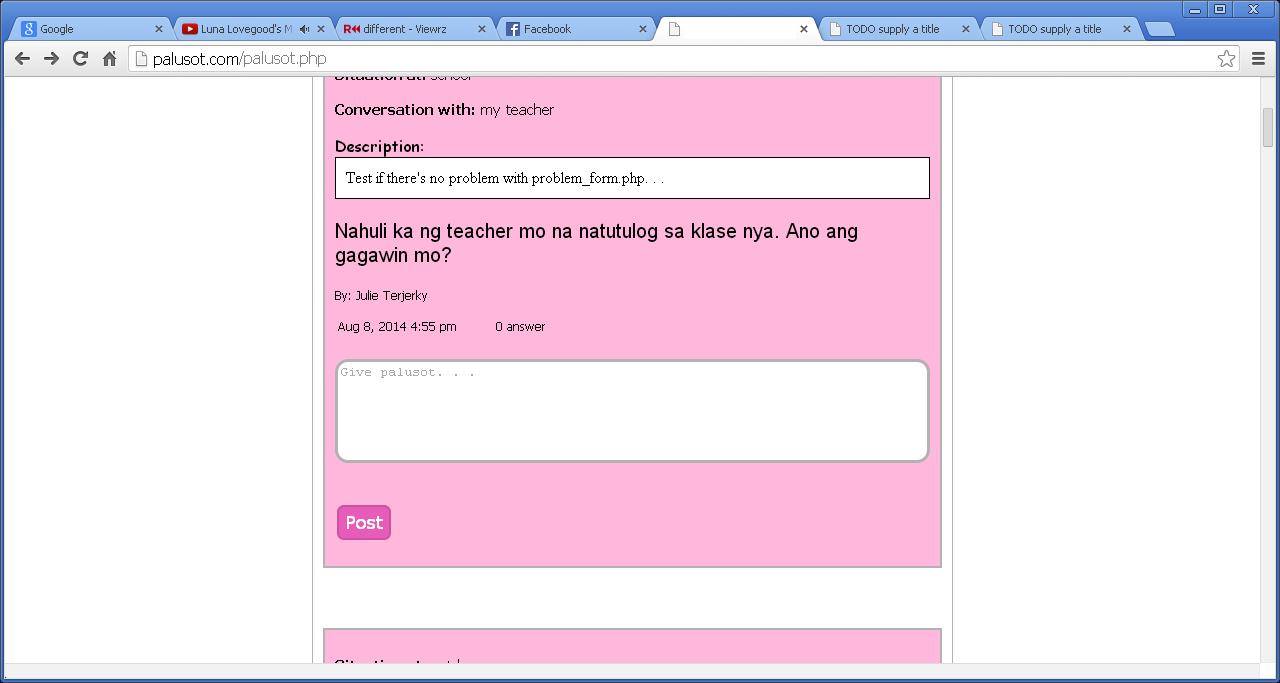 Google
Luna Lovegood's M
different - Viewrz
Facebook
TODO supply a title
TODO supply a title
palusot.com/palusot.php
Situation at: school
Conversation with: my teacher
Description:
Test if there's no problem with problem_form.php. . .
Nahuli ka ng teacher mo na natutulog sa klase nya. Ano ang
gagawin mo?
By: Julie Terjerky
Aug 8, 2014 4:55 pm 0 answer
Give palusot. . .
Post